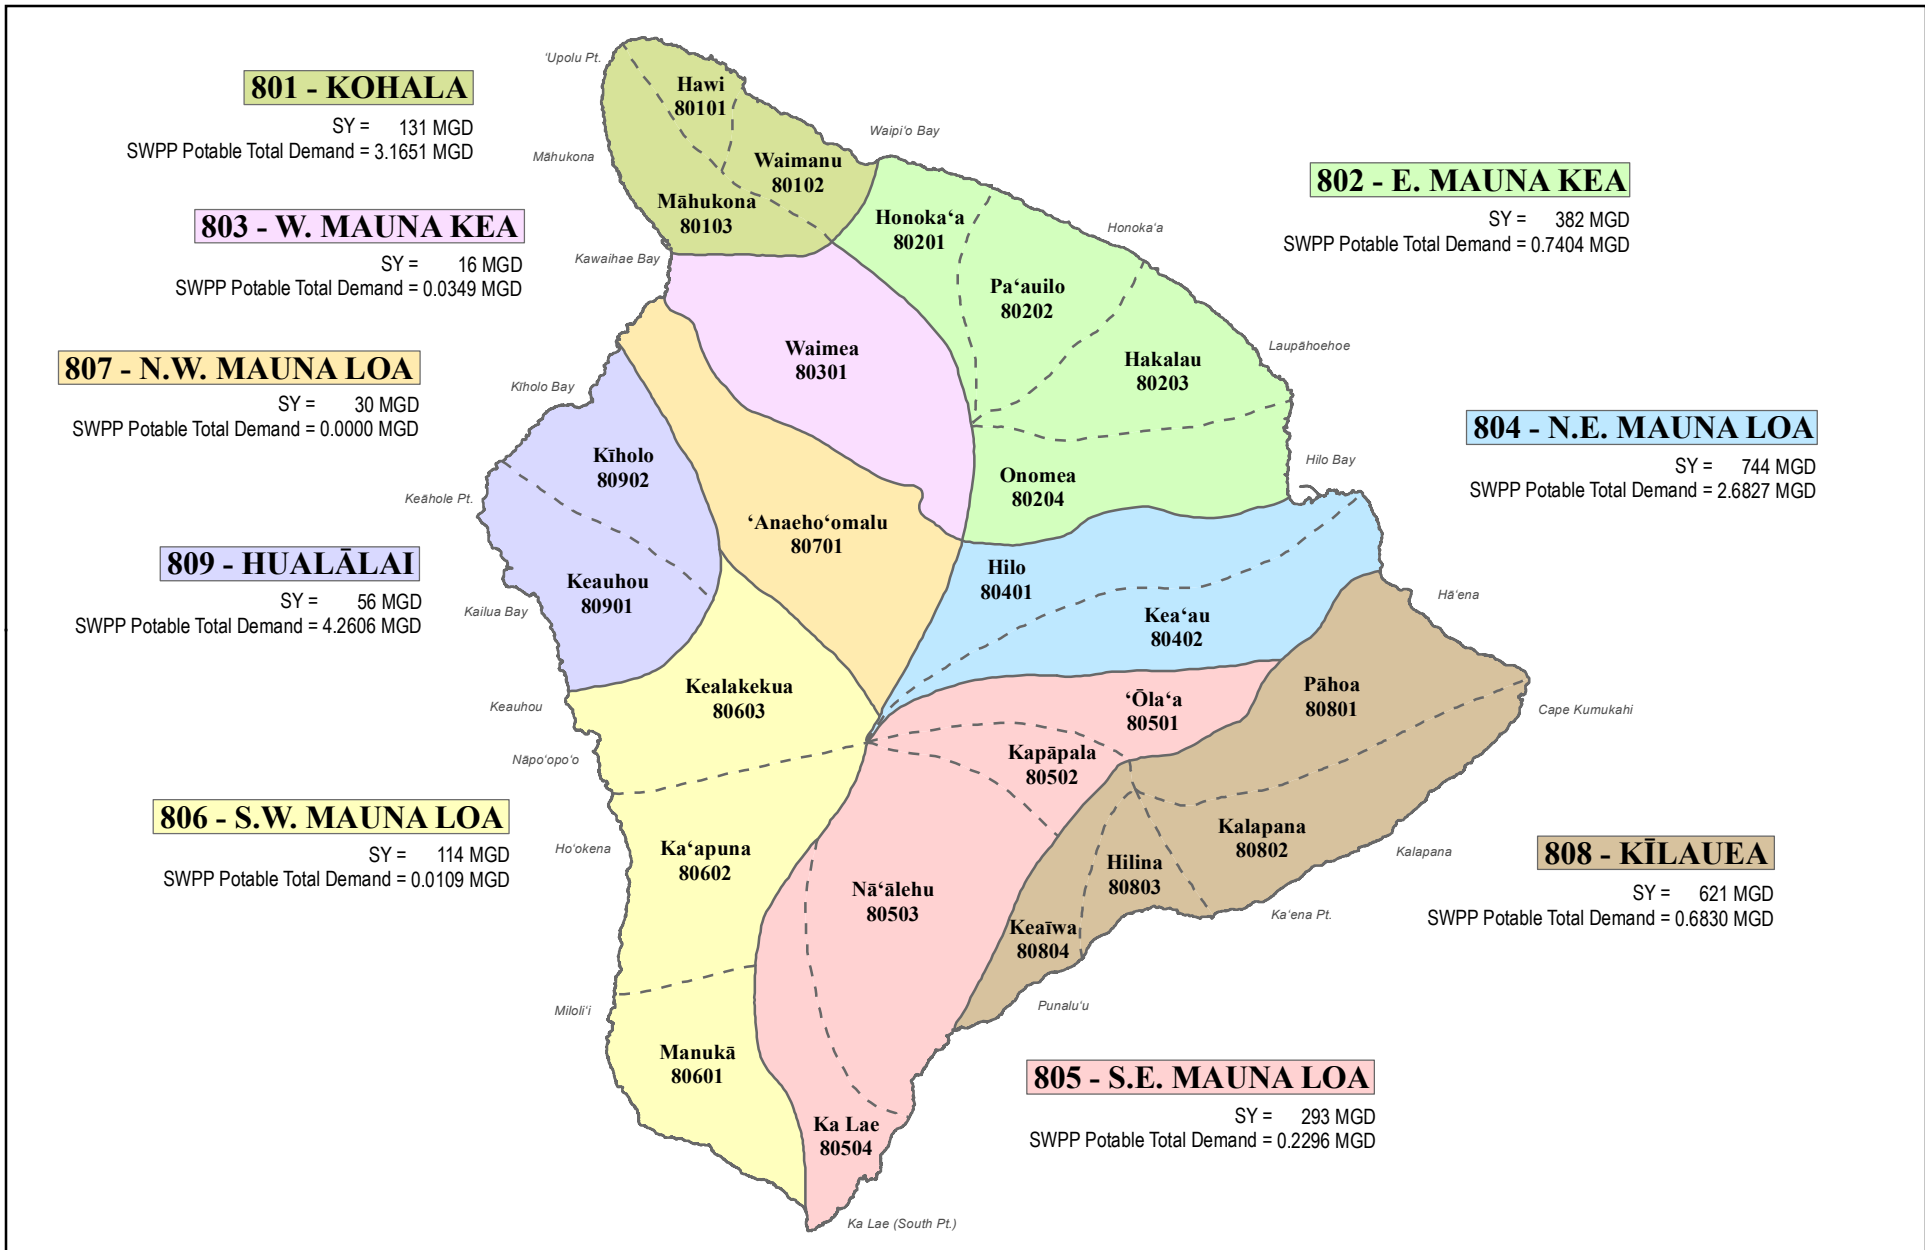 801 - KOHALA
SY = 131 MGD
SWPP Potable Total Demand = 3.1651 MGD
803 - W. MAUNA KEA
SY = 16 MGD
SWPP Potable Total Demand = 0.0349 MGD
807 - N.W. MAUNA LOA
SY = 30 MGD
SWPP Potable Total Demand = 0.0000 MGD
809 - HUALĀLAI
SY = 56 MGD
SWPP Potable Total Demand = 4.2606 MGD
806 - S.W. MAUNA LOA
SY = 114 MGD
SWPP Potable Total Demand = 0.0109 MGD
802 - E. MAUNA KEA
SY = 382 MGD
SWPP Potable Total Demand = 0.7404 MGD
804 - N.E. MAUNA LOA
SY = 744 MGD
SWPP Potable Total Demand = 2.6827 MGD
808 - KĪLAUEA
SY = 621 MGD
SWPP Potable Total Demand = 0.6830 MGD
805 - S.E. MAUNA LOA
SY = 293 MGD
SWPP Potable Total Demand = 0.2296 MGD
Hawi
80101
Waimanu
80102
Māhukona
80103
Honoka‘a
80201
Pa‘auilo
80202
Hakalau
80203
Onomea
80204
Waimea
80301
Kīholo
80902
Keauhou
80901
‘Anaeho‘omalu
80701
Hilo
80401
Kea‘au
80402
Kealakekua
80603
‘Ōla‘a
80501
Kapāpala
80502
Pāhoa
80801
Kalapana
80802
Hilina
80803
Keaīwa
80804
Ka‘apuna
80602
Nā‘ālehu
80503
Manukā
80601
Ka Lae
80504
‘Upolu Pt.
Māhukona
Kawaihae Bay
Kīholo Bay
Keāhole Pt.
Kailua Bay
Keauhou
Nāpo‘opo‘o
Ho‘okena
Miloli‘i
Waipi‘o Bay
Honoka‘a
Laupāhoehoe
Hilo Bay
Hā‘ena
Cape Kumukahi
Kalapana
Ka‘ena Pt.
Punalu‘u
Ka Lae (South Pt.)